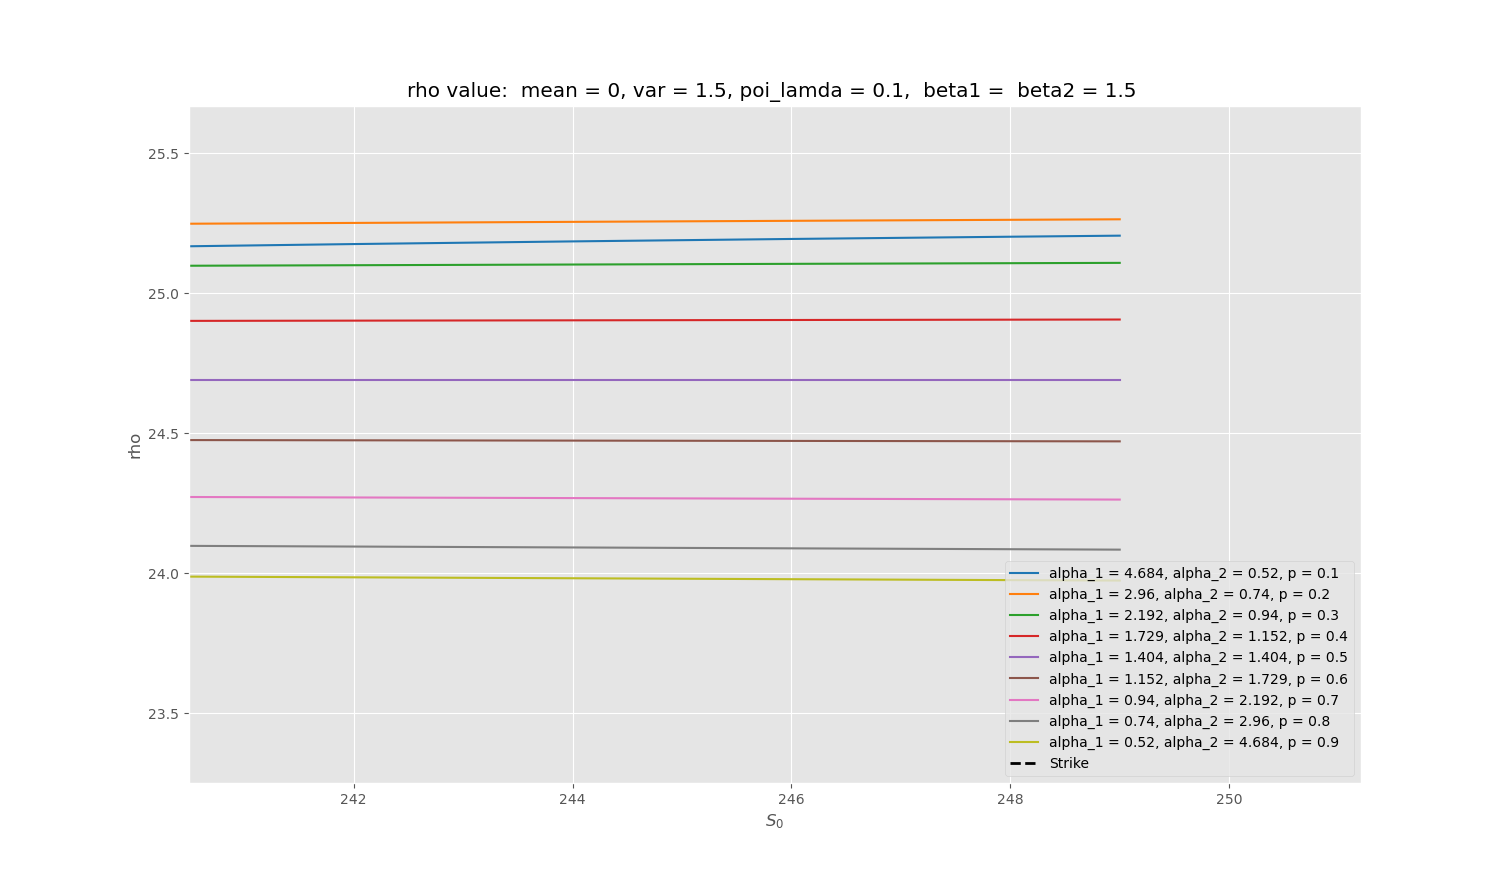 rho value:  mean = 0, var = 1.5, poi_lamda = 0.1,  beta1 =  beta2 = 1.5
25.5
25.0
24.5
24.0
23.5
rho
242
244
246
248
250
S_0
alpha_1 = 4.684, alpha_2 = 0.52, p = 0.1
alpha_1 = 2.96, alpha_2 = 0.74, p = 0.2
alpha_1 = 2.192, alpha_2 = 0.94, p = 0.3
alpha_1 = 1.729, alpha_2 = 1.152, p = 0.4
alpha_1 = 1.404, alpha_2 = 1.404, p = 0.5
alpha_1 = 1.152, alpha_2 = 1.729, p = 0.6
alpha_1 = 0.94, alpha_2 = 2.192, p = 0.7
alpha_1 = 0.74, alpha_2 = 2.96, p = 0.8
alpha_1 = 0.52, alpha_2 = 4.684, p = 0.9
Strike